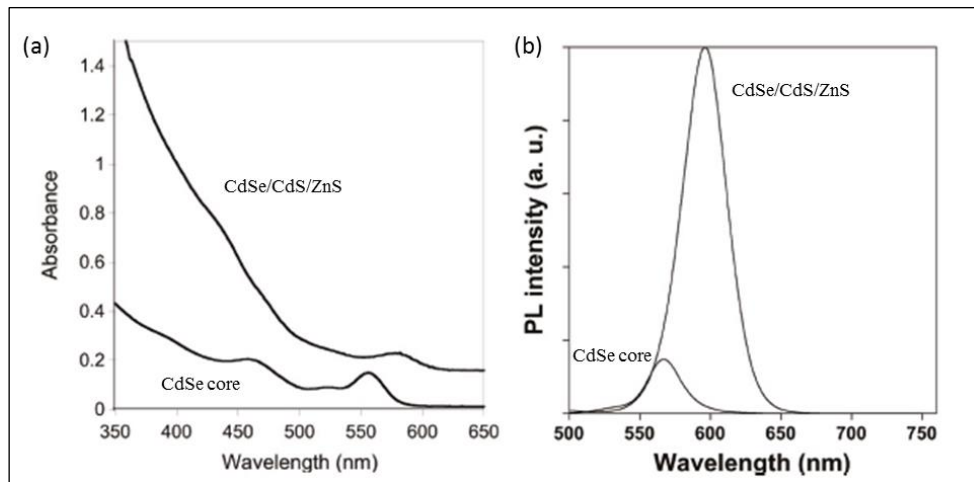 (a)
Absorbance
1.4
1.2
1
0.8
0.6
0.4
0.2
0
CdSe/CdS/ZnS
CdSe core
350 400 450 500 550 600 650
Wavelength (nm)
(b)
PL intensity (a. u.)
CdSe/CdS/ZnS
CdSe core
500 550 600 650 700 750
Wavelength (nm)